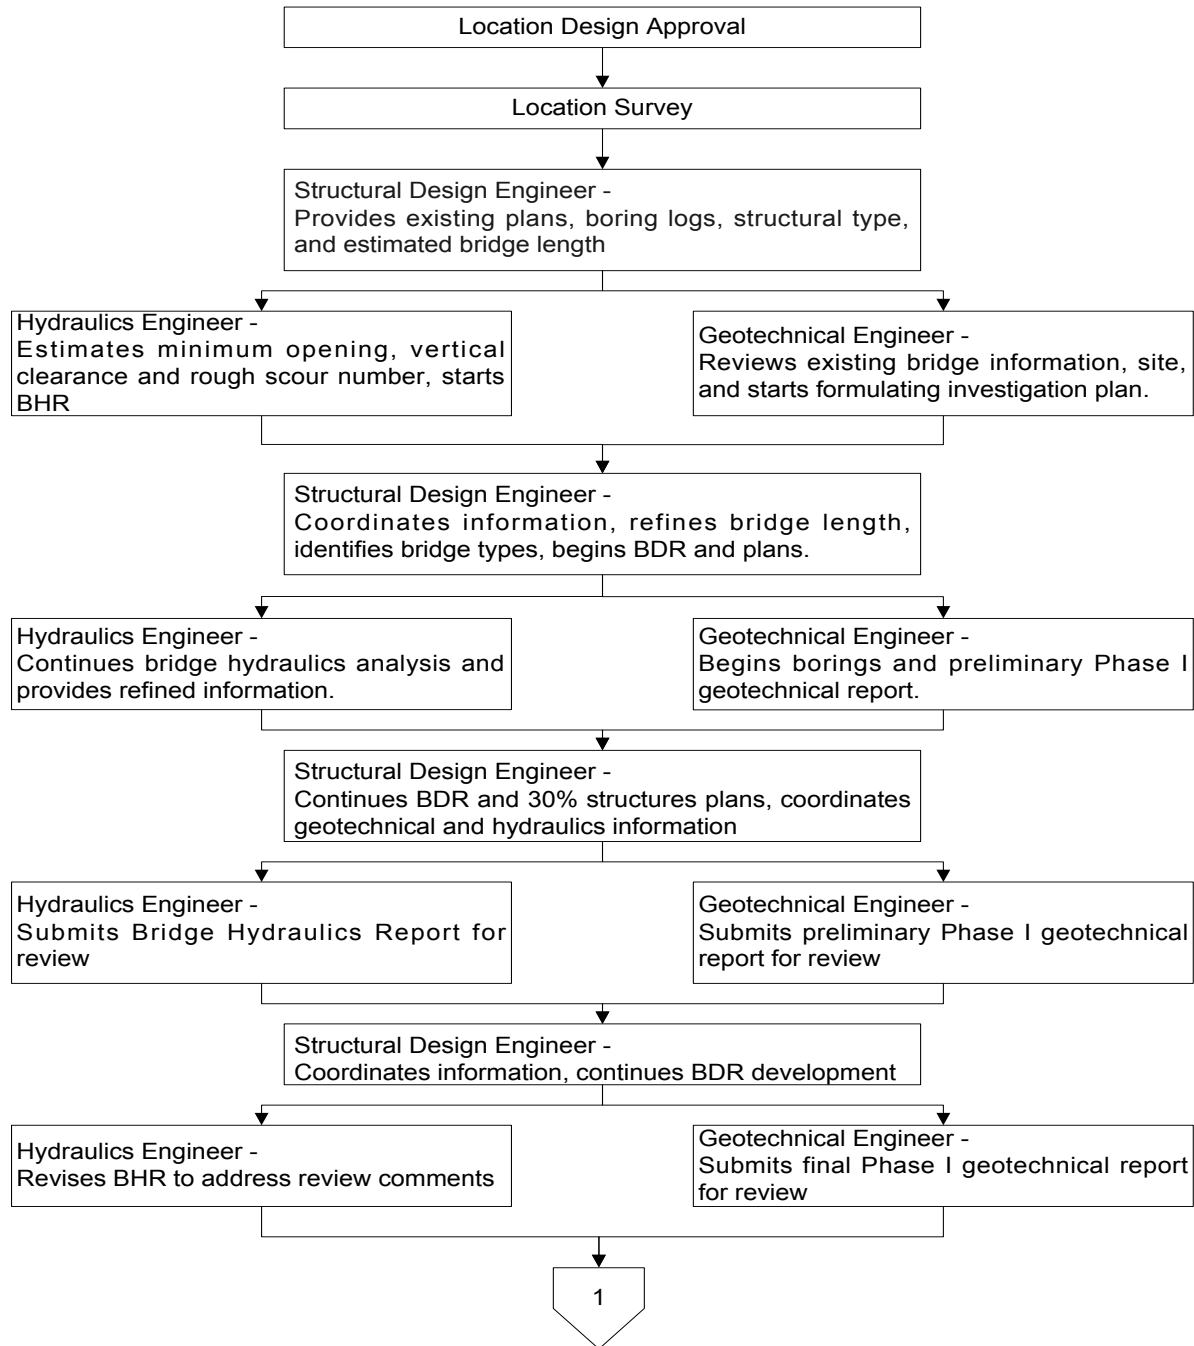 Location Design Approval
Location Survey
Structural Design Engineer -
Provides existing plans, boring logs, structural type,
and estimated bridge length
Hydraulics Engineer -
Estimates minimum opening, vertical
clearance and rough scour number, starts
BHR
Geotechnical Engineer -
Reviews existing bridge information, site,
and starts formulating investigation plan.
Structural Design Engineer -
Coordinates information, refines bridge length,
identifies bridge types, begins BDR and plans.
Hydraulics Engineer -
Continues bridge hydraulics analysis and
provides refined information.
Geotechnical Engineer -
Begins borings and preliminary Phase I
geotechnical report.
Structural Design Engineer -
Continues BDR and 30% structures plans, coordinates
geotechnical and hydraulics information
Hydraulics Engineer -
Submits Bridge Hydraulics Report for
review
Geotechnical Engineer -
Submits preliminary Phase I geotechnical
report for review
Structural Design Engineer -
Coordinates information, continues BDR development
Hydraulics Engineer -
Revises BHR to address review comments
Geotechnical Engineer -
Submits final Phase I geotechnical report
for review
1